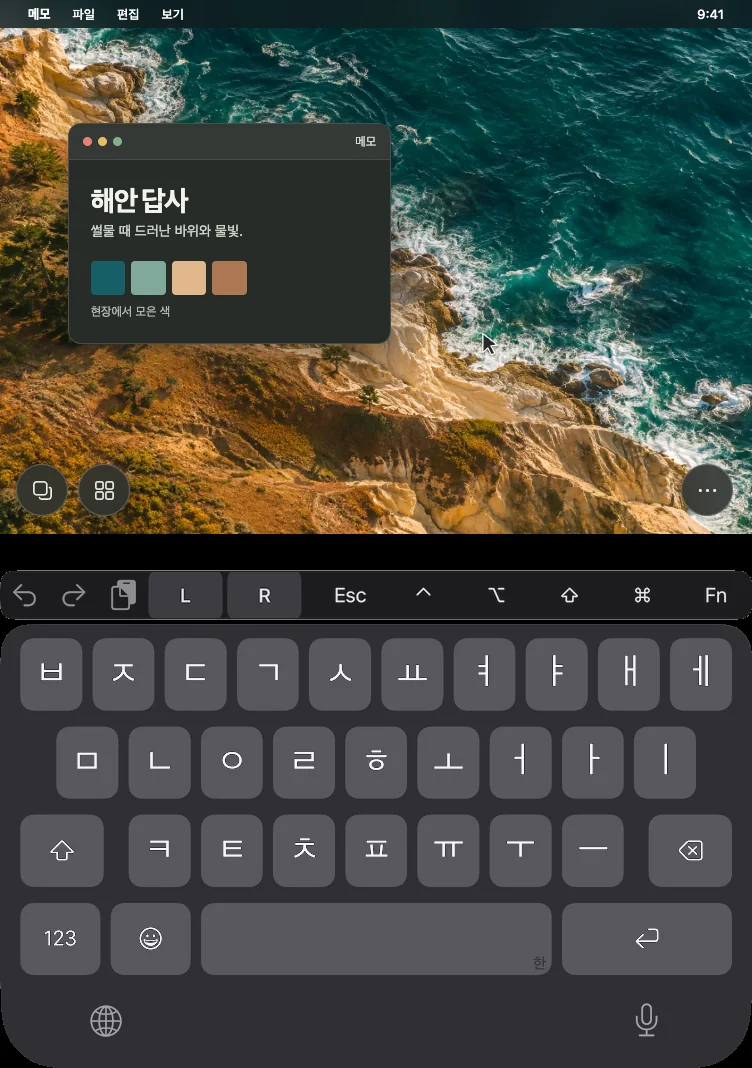 메모 파일 편집 보기 9:41
메모
해안 답사
썰물 때 드러난 바위와 물빛.
현장에서 모은 색
L R Esc ^ ⌥ ⇧ ⌘ Fn
ㅂ ㅈ ㄷ ㄱ ㅅ ㅛ ㅕ ㅑ ㅐ ㅔ
ㅁ ㄴ ㅇ ㄹ ㅎ ㅗ ㅓ ㅏ ㅣ
ㅋ ㅌ ㅊ ㅍ ㅠ ㅜ ㅡ
123
한